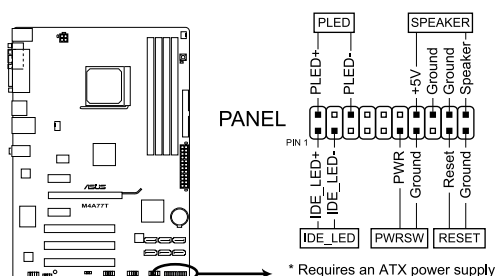 PLED
SPEAKER
PLED+
PLED-
+5V
Ground
Ground
Speaker
PANEL
PIN 1
IDE_LED+
IDE_LED-
PWR
Ground
Reset
Ground
IDE_LED
PWRSW
RESET
/ISUS
M4A77T
* Requires an ATX power supply